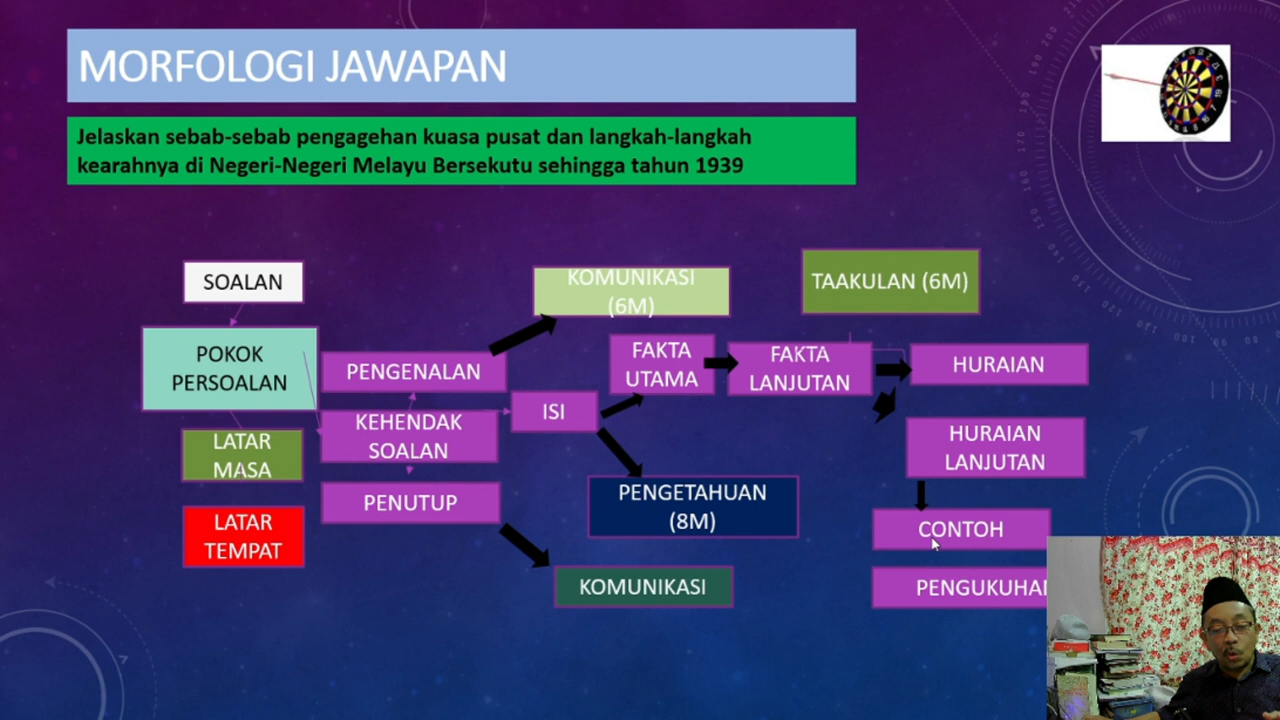 MORFOLOGI JAWAPAN
Jelaskan sebab-sebab pengagehan kuasa pusat dan langkah-langkah
kearahnya di Negeri-Negeri Melayu Bersekutu sehingga tahun 1939
SOALAN
POKOK
PERSOALAN
LATAR
MASA
LATAR
TEMPAT
PENGENALAN
KEHENDAK
SOALAN
PENUTUP
KOMUNIKASI
(6M)
ISI
FAKTA
UTAMA
PENGETAHUAN
(8M)
KOMUNIKASI
FAKTA
LANJUTAN
TAAKULAN (6M)
HURAIAN
HURAIAN
LANJUTAN
CONTOH
PENGUKUHAN